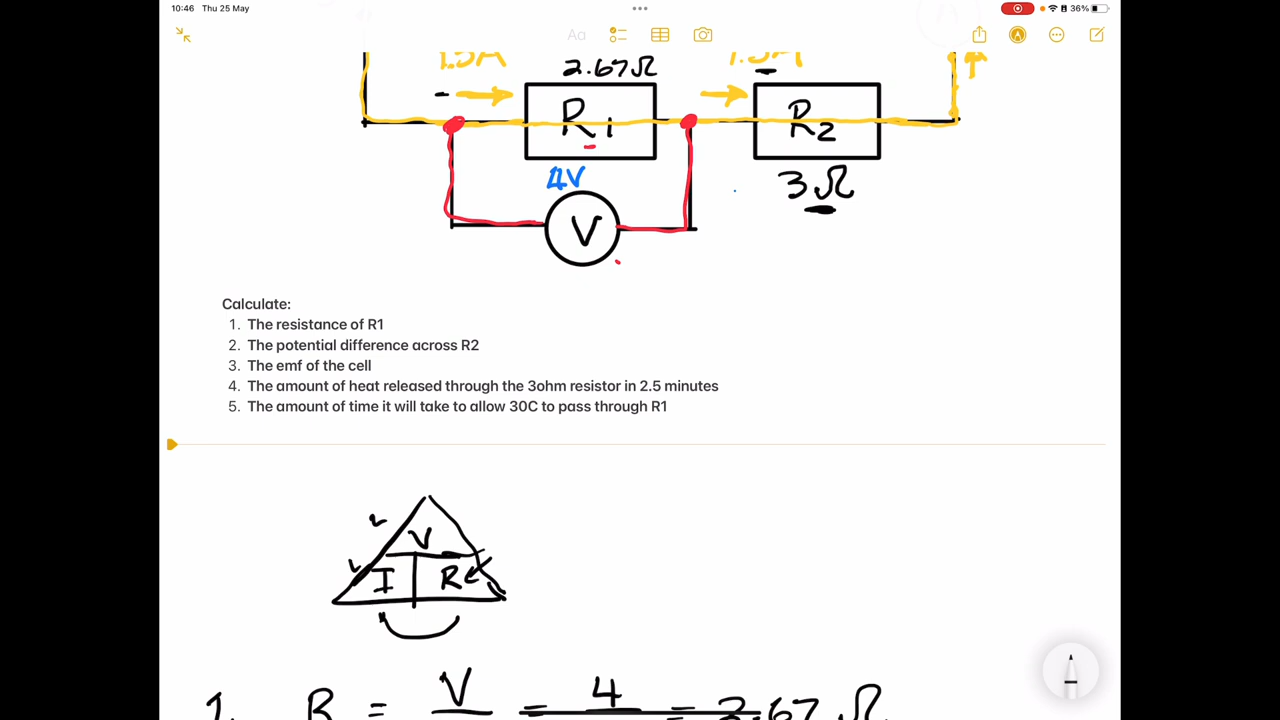 10:46 Thu 25 May
36%
Aa
1.5A
2.67Ω
1.5A
R1
R2
4V
3Ω
V
Calculate:
1. The resistance of R1
2. The potential difference across R2
3. The emf of the cell
4. The amount of heat released through the 3ohm resistor in 2.5 minutes
5. The amount of time it will take to allow 30C to pass through R1
V
I R
1. R = V = 4 = 2.67 Ω